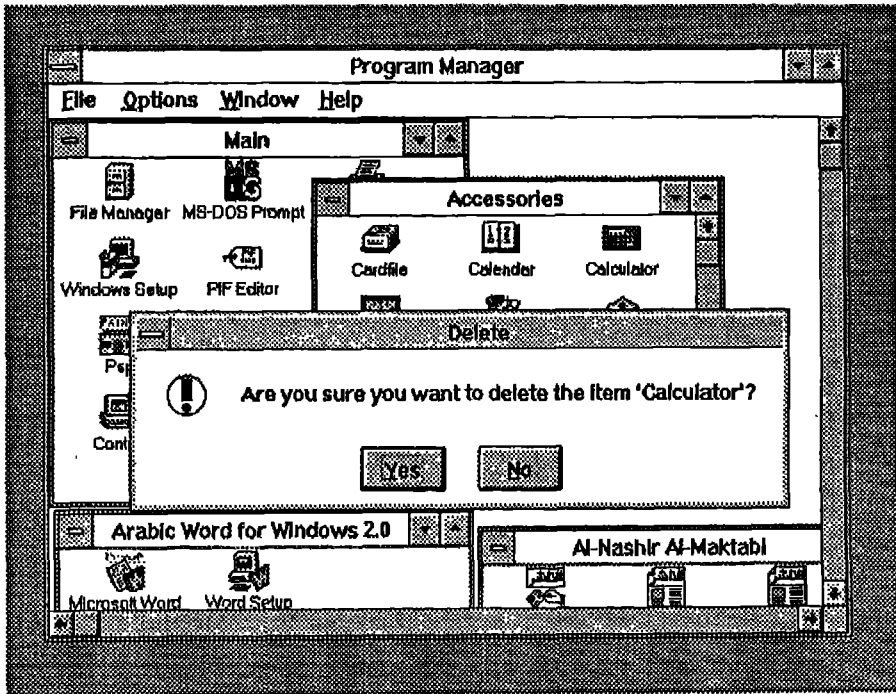 Program Manager
File Options Window Help
Main
File Manager MS-DOS Prompt
Windows Setup PIF Editor
Accessories
Cardfile Calendar Calculator
Delete
Are you sure you want to delete the item 'Calculator'?
Yes No
Arabic Word for Windows 2.0
Microsoft Word Word Setup
Al-Nashir Al-Maktabi